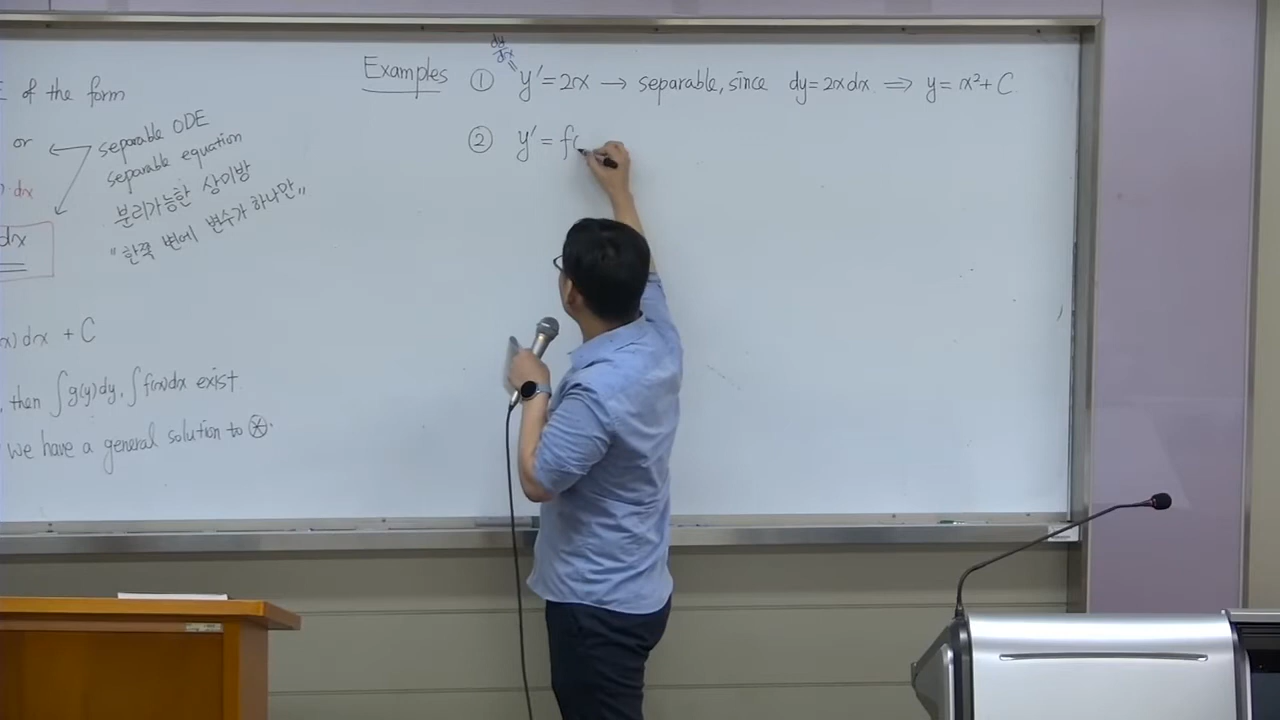 of the form
or
separable ODE
separable equation
분리가능한 상미방
"한쪽 변에 변수가 하나만"
dx
dx
x)dx + C
, then ∫g(y)dy, ∫f(x)dx exist
we have a general solution to ⊛.
Examples ① y' = 2x → separable, since dy = 2x dx ⇒ y = x² + C
dy/dx =
② y' = f(